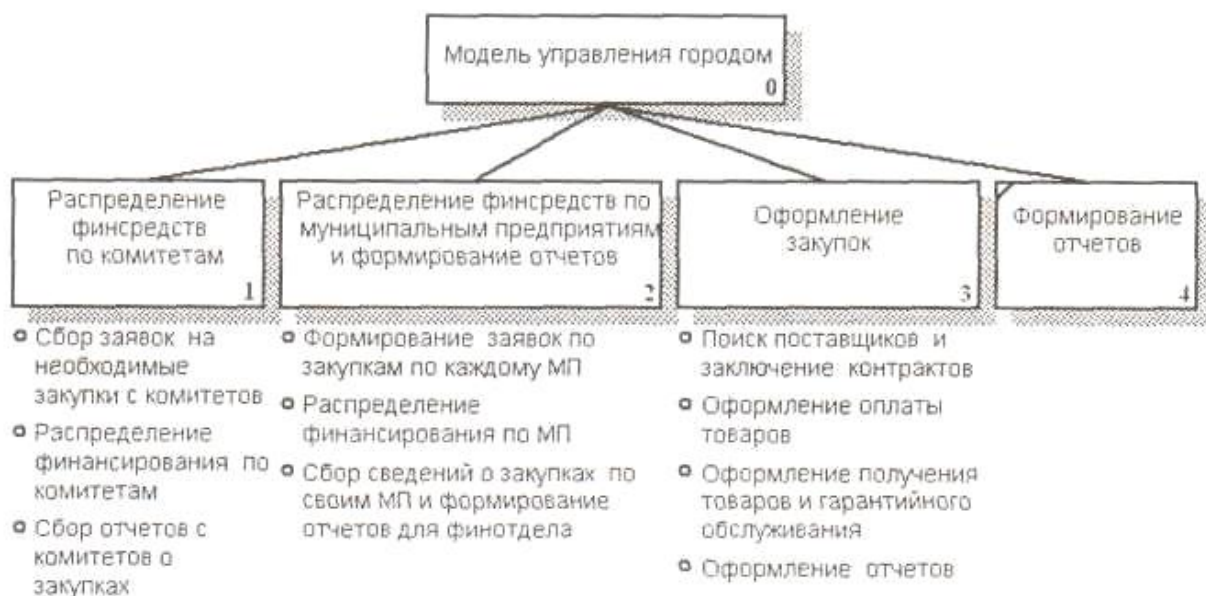 Модель управления городом
0
Распределение
финсредств
по комитетам
1
Распределение финсредств по
муниципальным предприятиям
и формирование отчетов
2
Оформление
закупок
3
Формирование
отчетов
4
Сбор заявок на
необходимые
закупки с комитетов
Распределение
финансирования по
комитетам
Сбор отчетов с
комитетов о
закупках
Формирование заявок по
закупкам по каждому МП
Распределение
финансирования по МП
Сбор сведений о закупках по
своим МП и формирование
отчетов для финотдела
Поиск поставщиков и
заключение контрактов
Оформление оплаты
товаров
Оформление получения
товаров и гарантийного
обслуживания
Оформление отчетов